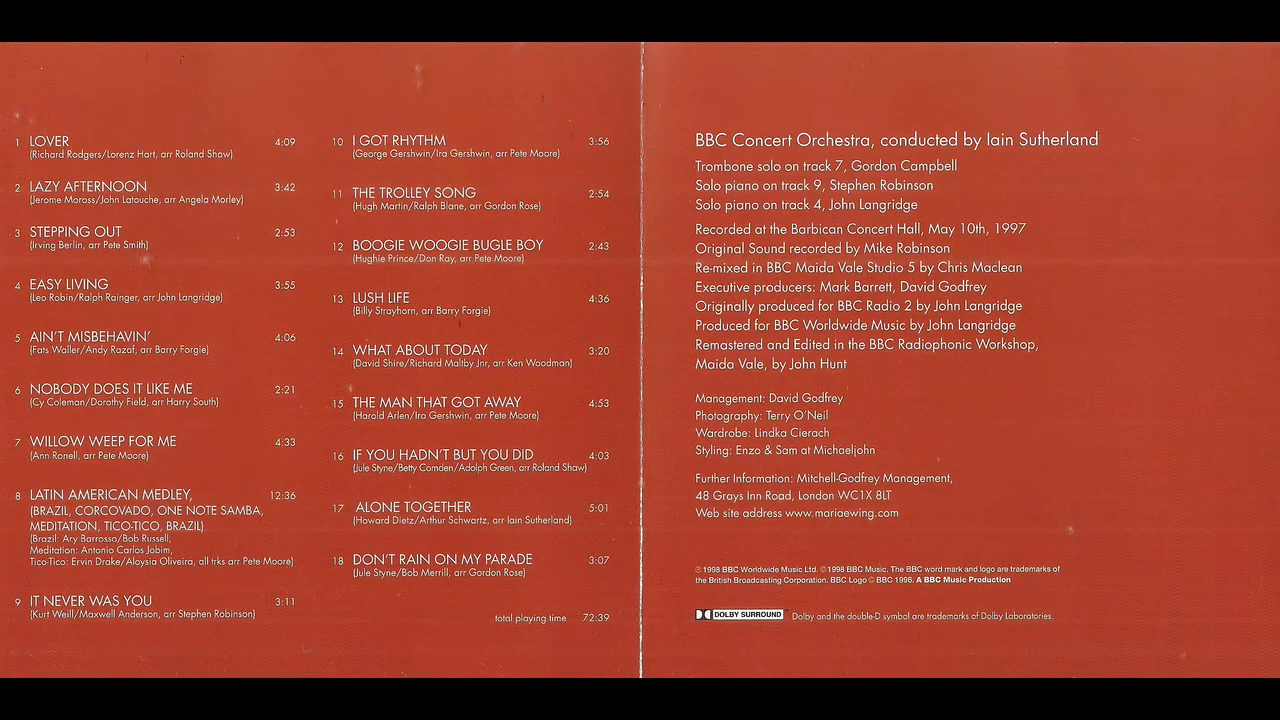 1 LOVER 4:09
(Richard Rodgers/Lorenz Hart, arr Roland Shaw)
2 LAZY AFTERNOON 3:42
(Jerome Moross/John Latouche, arr Angela Morley)
3 STEPPING OUT 2:53
(Irving Berlin, arr Pete Smith)
4 EASY LIVING 3:55
(Leo Robin/Ralph Rainger, arr John Langridge)
5 AIN'T MISBEHAVIN' 4:06
(Fats Waller/Andy Razaf, arr Barry Forgie)
6 NOBODY DOES IT LIKE ME 2:21
(Cy Coleman/Dorothy Field, arr Harry South)
7 WILLOW WEEP FOR ME 4:33
(Ann Ronell, arr Pete Moore)
8 LATIN AMERICAN MEDLEY, 12:36
(BRAZIL, CORCOVADO, ONE NOTE SAMBA,
MEDITATION, TICO-TICO, BRAZIL)
(Brazil: Ary Barrosso/Bob Russell,
Meditation: Antonio Carlos Jobim,
Tico-Tico: Ervin Drake/Aloysia Oliveira, all trks arr Pete Moore)
9 IT NEVER WAS YOU 3:11
(Kurt Weill/Maxwell Anderson, arr Stephen Robinson)
10 I GOT RHYTHM 3:56
(George Gershwin/Ira Gershwin, arr Pete Moore)
11 THE TROLLEY SONG 2:54
(Hugh Martin/Ralph Blane, arr Gordon Rose)
12 BOOGIE WOOGIE BUGLE BOY 2:43
(Hughie Prince/Don Ray, arr Pete Moore)
13 LUSH LIFE 4:36
(Billy Strayhorn, arr Barry Forgie)
14 WHAT ABOUT TODAY 3:20
(David Shire/Richard Maltby Jnr, arr Ken Woodman)
15 THE MAN THAT GOT AWAY 4:53
(Harold Arlen/Ira Gershwin, arr Pete Moore)
16 IF YOU HADN'T BUT YOU DID 4:03
(Jule Styne/Betty Comden/Adolph Green, arr Roland Shaw)
17 ALONE TOGETHER 5:01
(Howard Dietz/Arthur Schwartz, arr Iain Sutherland)
18 DON'T RAIN ON MY PARADE 3:07
(Jule Styne/Bob Merrill, arr Gordon Rose)
total playing time 72:39
BBC Concert Orchestra, conducted by Iain Sutherland
Trombone solo on track 7, Gordon Campbell
Solo piano on track 9, Stephen Robinson
Solo piano on track 4, John Langridge
Recorded at the Barbican Concert Hall, May 10th, 1997
Original Sound recorded by Mike Robinson
Re-mixed in BBC Maida Vale Studio 5 by Chris Maclean
Executive producers: Mark Barrett, David Godfrey
Originally produced for BBC Radio 2 by John Langridge
Produced for BBC Worldwide Music by John Langridge
Remastered and Edited in the BBC Radiophonic Workshop,
Maida Vale, by John Hunt
Management: David Godfrey
Photography: Terry O'Neil
Wardrobe: Lindka Cierach
Styling: Enzo & Sam at Michaeljohn
Further Information: Mitchell-Godfrey Management,
48 Grays Inn Road, London WC1X 8LT
Web site address www.mariaewing.com
℗ 1998 BBC Worldwide Music Ltd. © 1998 BBC Music. The BBC word mark and logo are trademarks of
the British Broadcasting Corporation. BBC Logo © BBC 1996. A BBC Music Production
DOLBY SURROUND Dolby and the double-D symbol are trademarks of Dolby Laboratories.